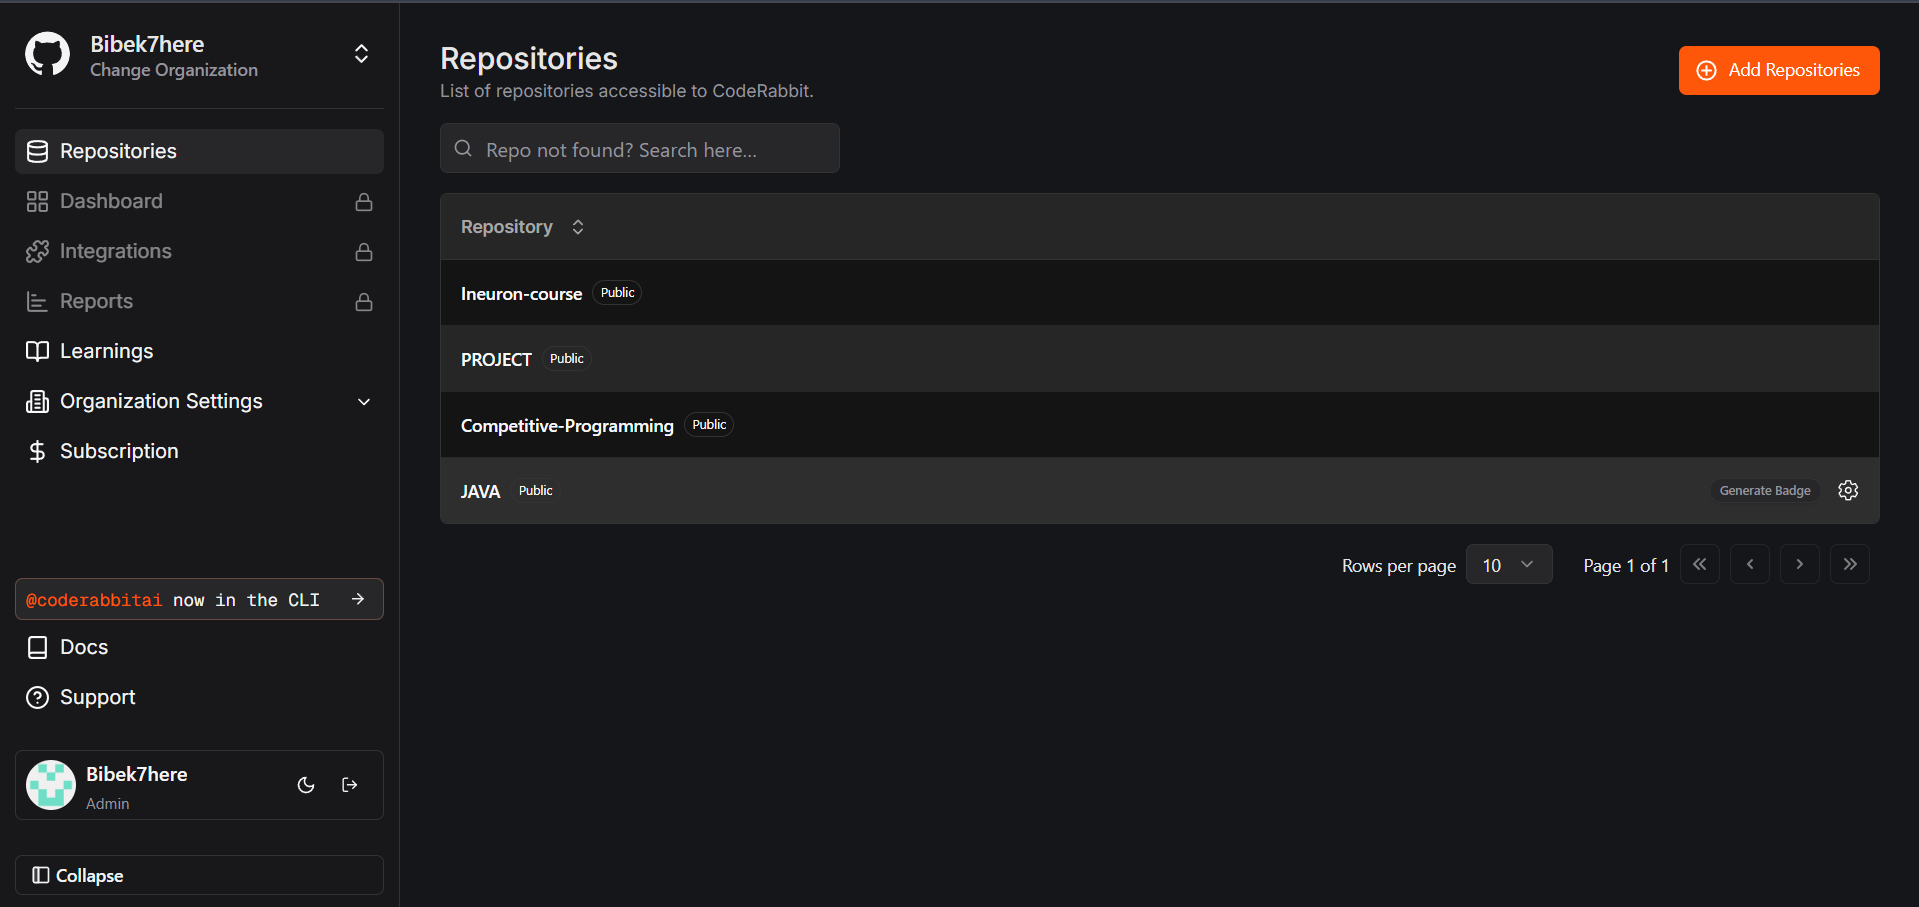 Bibek7here
Change Organization
Repositories
Dashboard
Integrations
Reports
Learnings
Organization Settings
Subscription
@coderabbitai now in the CLI
Docs
Support
Bibek7here
Admin
Collapse
Repositories
List of repositories accessible to CodeRabbit.
Add Repositories
Repo not found? Search here...
Repository
Ineuron-course Public
PROJECT Public
Competitive-Programming Public
JAVA Public Generate Badge
Rows per page 10 Page 1 of 1